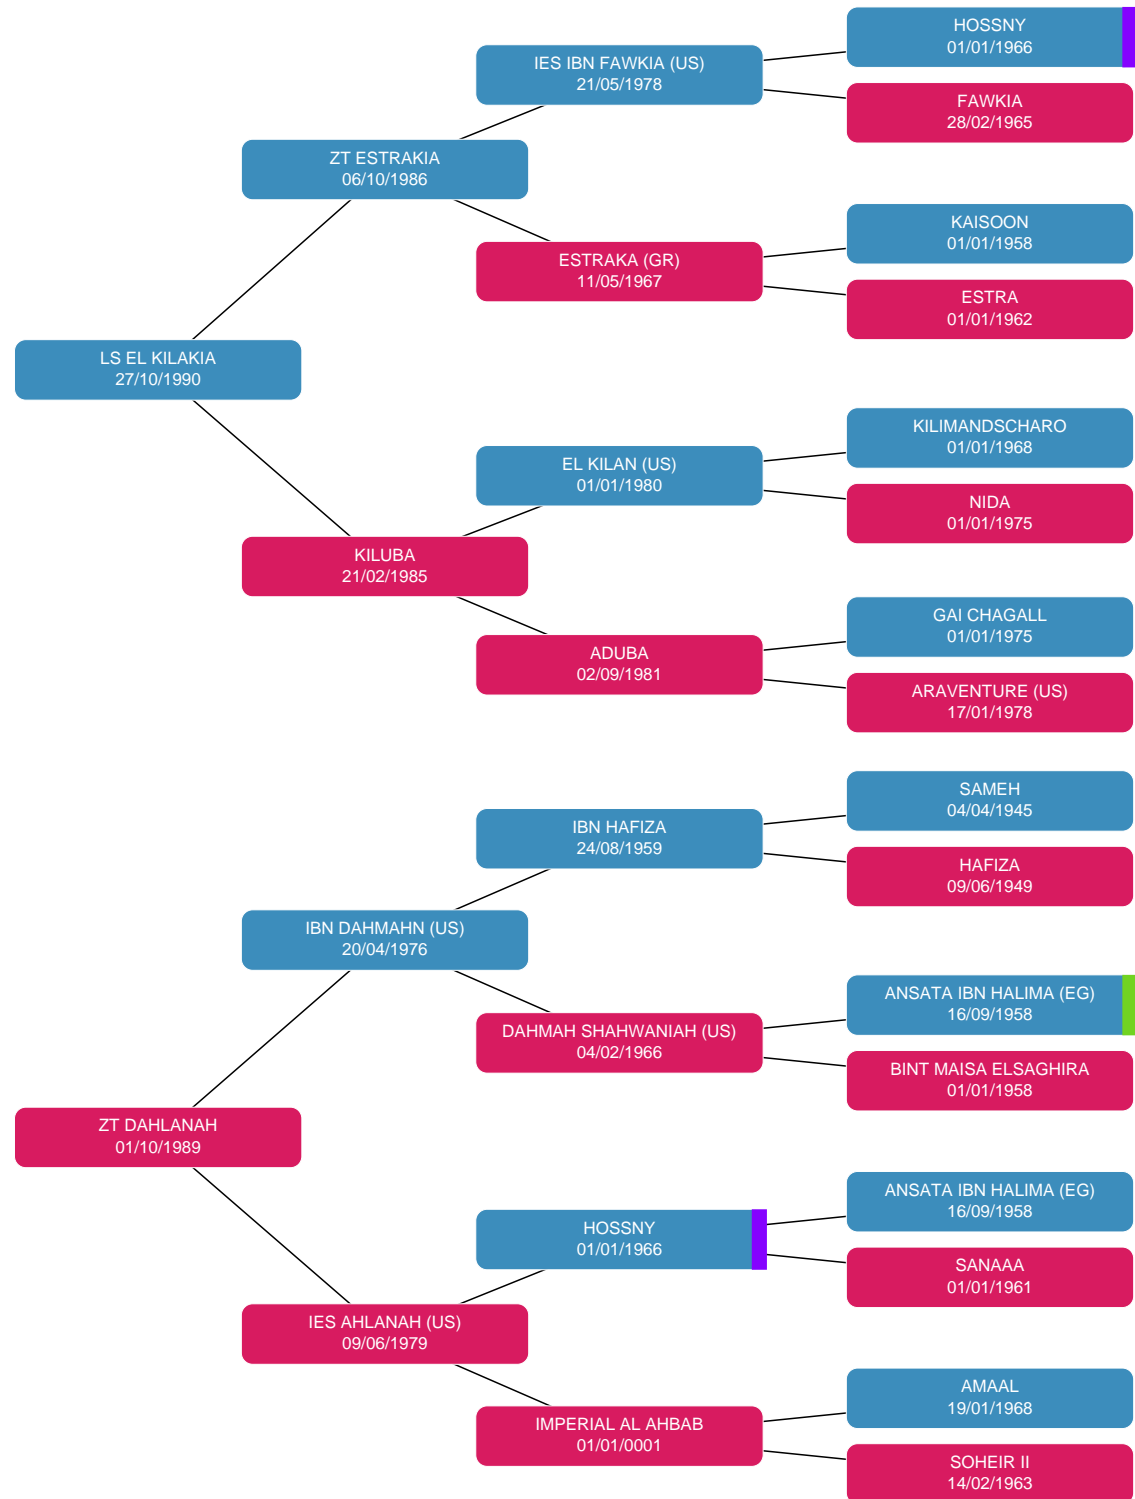 HOSSNY
01/01/1966
IES IBN FAWKIA (US)
21/05/1978
FAWKIA
28/02/1965
ZT ESTRAKIA
06/10/1986
KAISOON
01/01/1958
ESTRAKA (GR)
11/05/1967
ESTRA
01/01/1962
LS EL KILAKIA
27/10/1990
KILIMANDSCHARO
01/01/1968
EL KILAN (US)
01/01/1980
NIDA
01/01/1975
KILUBA
21/02/1985
GAI CHAGALL
01/01/1975
ADUBA
02/09/1981
ARAVENTURE (US)
17/01/1978
SAMEH
04/04/1945
IBN HAFIZA
24/08/1959
HAFIZA
09/06/1949
IBN DAHMAHN (US)
20/04/1976
ANSATA IBN HALIMA (EG)
16/09/1958
DAHMAH SHAHWANIAH (US)
04/02/1966
BINT MAISA ELSAGHIRA
01/01/1958
ZT DAHLANAH
01/10/1989
ANSATA IBN HALIMA (EG)
16/09/1958
HOSSNY
01/01/1966
SANAAA
01/01/1961
IES AHLANAH (US)
09/06/1979
AMAAL
19/01/1968
IMPERIAL AL AHBAB
01/01/0001
SOHEIR II
14/02/1963